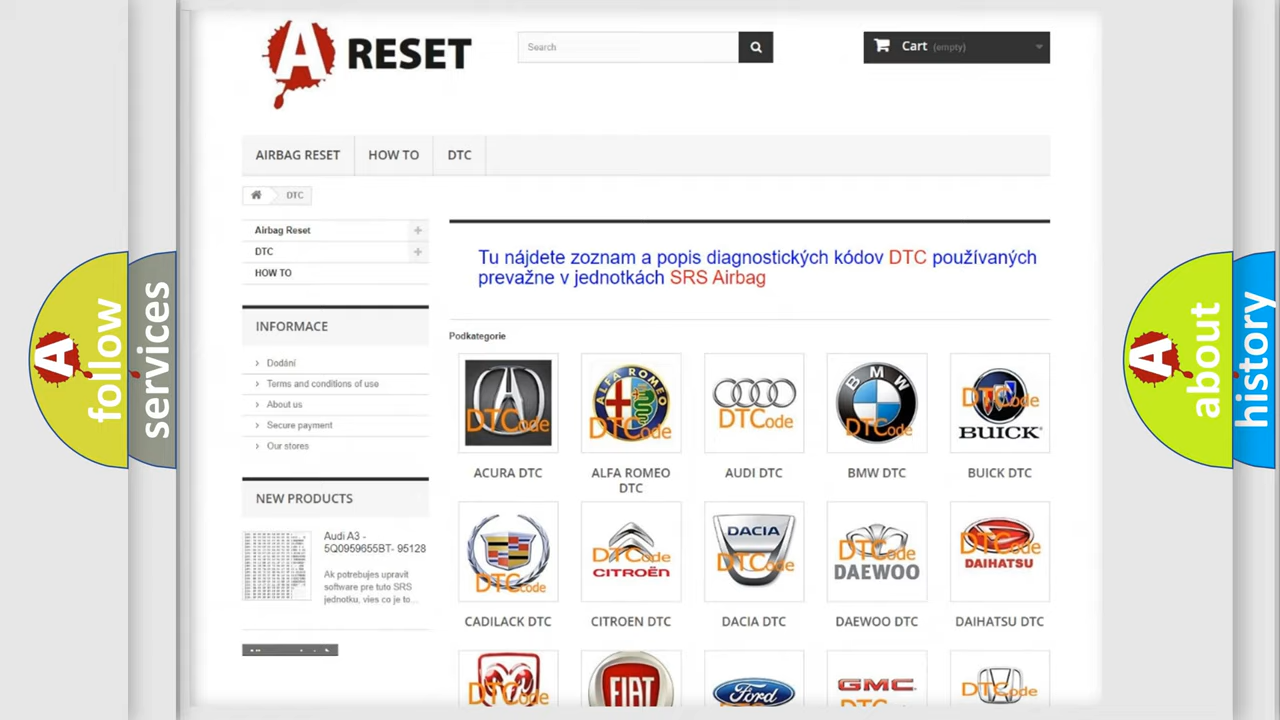 A RESET
Search
Cart (empty)
AIRBAG RESET
HOW TO
DTC
DTC
Airbag Reset
DTC
HOW TO
Tu nájdete zoznam a popis diagnostických kódov DTC používaných
prevažne v jednotkách SRS Airbag
INFORMACE
Dodání
Terms and conditions of use
About us
Secure payment
Our stores
Podkategorie
DTCode
ALFA ROMEO
DTCode
DTCode
BMW
DTCode
DTCode
BUICK
ACURA DTC
ALFA ROMEO
DTC
AUDI DTC
BMW DTC
BUICK DTC
NEW PRODUCTS
Audi A3 -
5Q0959655BT- 95128
Ak potrebujes upravit
software pre tuto SRS
jednotku, vies co je to...
DTCode
DTCode
CITROËN
DACIA
DTCode
DTCode
DAEWOO
DTCode
DAIHATSU
CADILACK DTC
CITROEN DTC
DACIA DTC
DAEWOO DTC
DAIHATSU DTC
DTCode
FIAT
Ford
DTCode
GMC
DTCode
A follow
services
A about
history